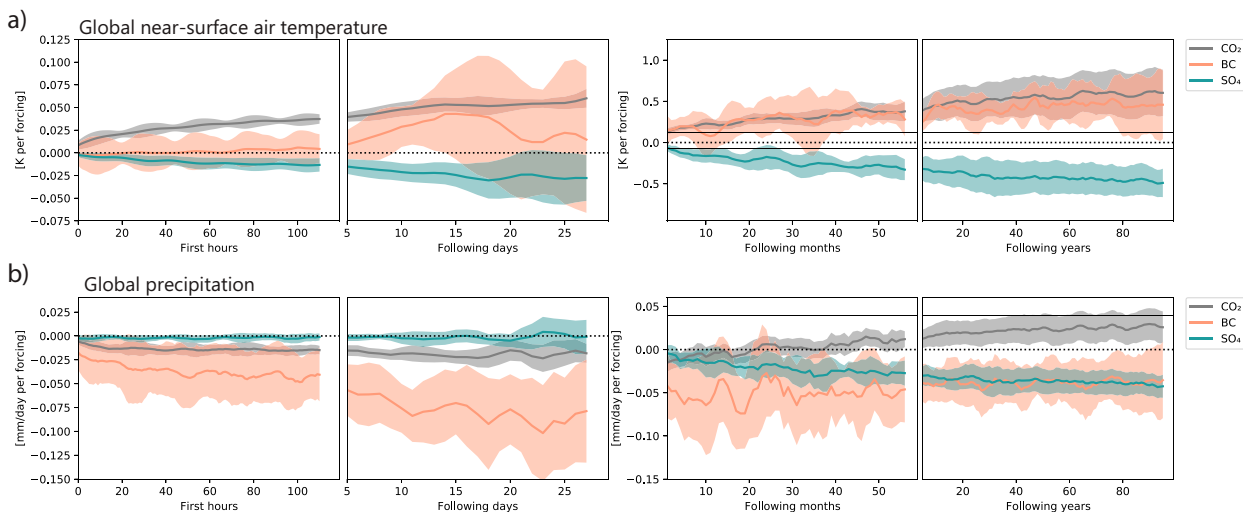 a)
Global near-surface air temperature
[K per forcing]
0.125
0.100
0.075
0.050
0.025
0.000
−0.025
−0.050
−0.075
0 20 40 60 80 100
First hours
5 10 15 20 25
Following days
[K per forcing]
1.0
0.5
0.0
−0.5
10 20 30 40 50
Following months
20 40 60 80
Following years
CO₂
BC
SO₄
b)
Global precipitation
[mm/day per forcing]
0.025
0.000
−0.025
−0.050
−0.075
−0.100
−0.125
−0.150
0 20 40 60 80 100
First hours
5 10 15 20 25
Following days
[mm/day per forcing]
0.05
0.00
−0.05
−0.10
−0.15
10 20 30 40 50
Following months
20 40 60 80
Following years
CO₂
BC
SO₄